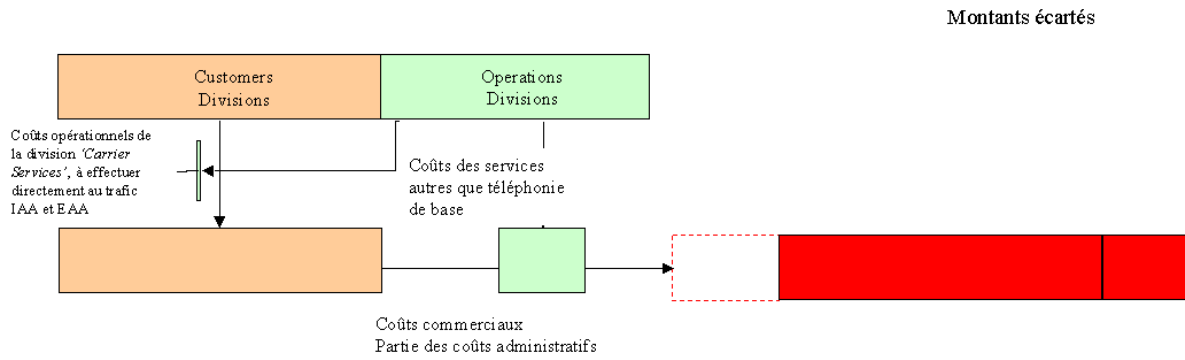 Montants écartés
Customers
Divisions
Operations
Divisions
Coûts opérationnels de
la division 'Carrier
Services', à effectuer
directement au trafic
IAA et EAA
Coûts des services
autres que téléphonie
de base
Coûts commerciaux
Partie des coûts administratifs